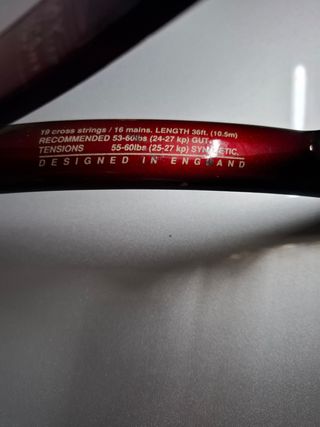 19 cross strings / 16 mains. LENGTH 36ft. (10.5m)
RECOMMENDED 53-60lbs (24-27 kp) GUT.
TENSIONS 55-60lbs (25-27 kp) SYNTHETIC.
DESIGNED IN ENGLAND